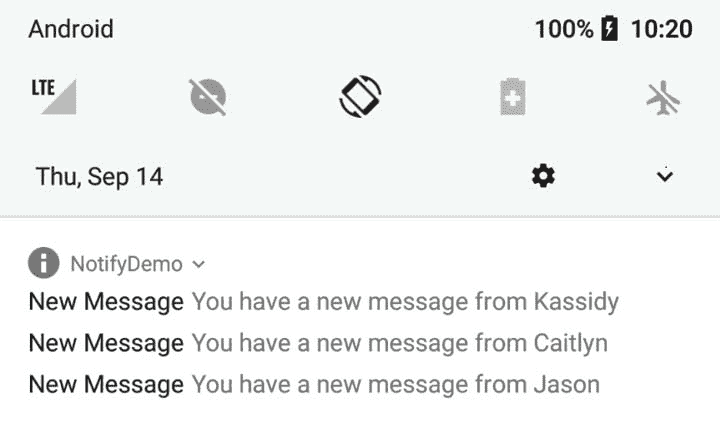 Android 100% 10:20
LTE
Thu, Sep 14
NotifyDemo
New Message You have a new message from Kassidy
New Message You have a new message from Caitlyn
New Message You have a new message from Jason